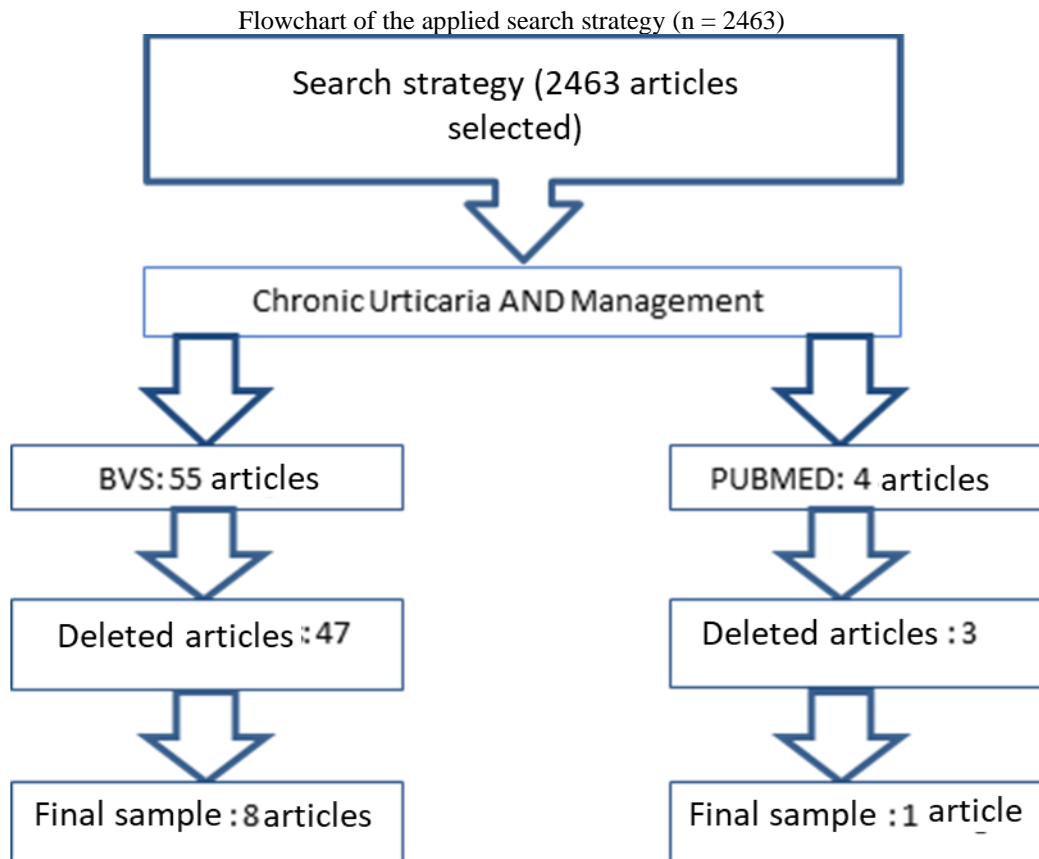 Flowchart of the applied search strategy (n = 2463)
Search strategy (2463 articles
selected)
Chronic Urticaria AND Management
BVS: 55 articles
PUBMED: 4 articles
Deleted articles :47
Deleted articles :3
Final sample :8 articles
Final sample :1 article